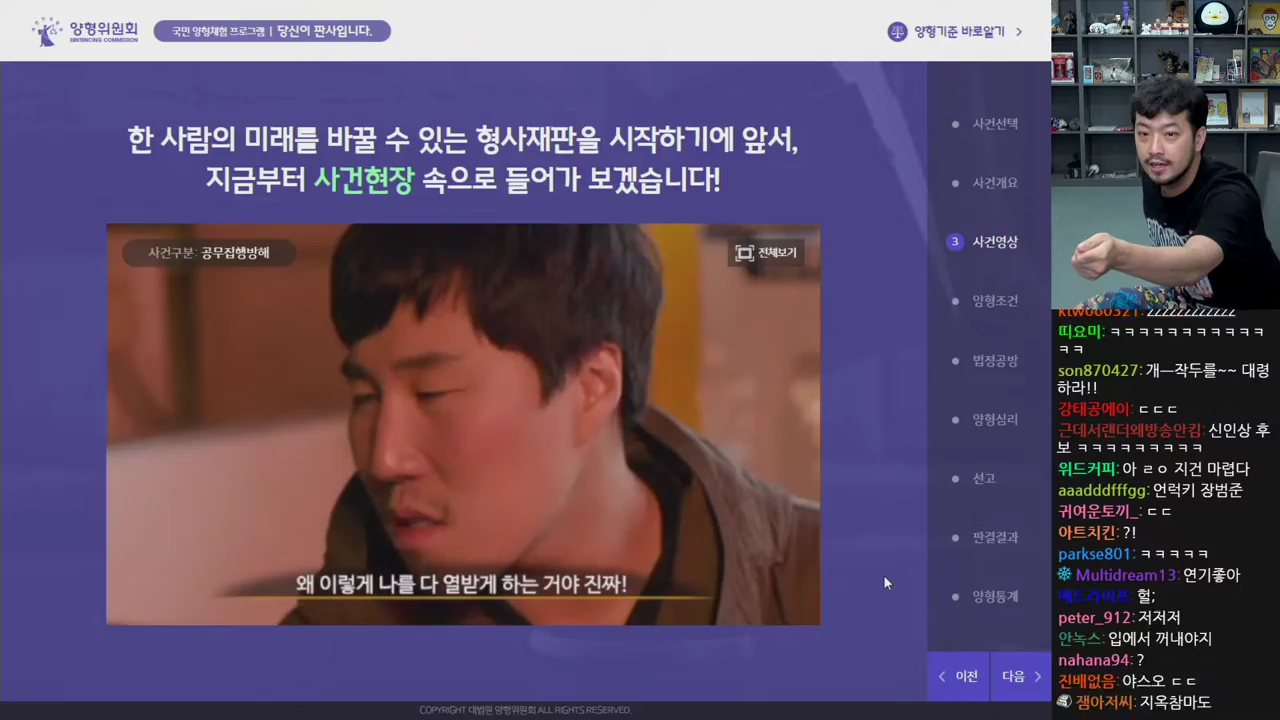 양형위원회
SENTENCING COMMISSION
국민 양형체험 프로그램 | 당신이 판사입니다.
양형기준 바로알기
한 사람의 미래를 바꿀 수 있는 형사재판을 시작하기에 앞서,
지금부터 사건현장 속으로 들어가 보겠습니다!
사건구분: 공무집행방해
전체보기
왜 이렇게 나를 다 열받게 하는 거야 진짜!
사건선택
사건개요
3 사건영상
양형조건
법정공방
양형심리
선고
판결결과
양형통계
이전
다음
COPYRIGHT 대법원 양형위원회 ALL RIGHTS RESERVED.
ktw060321: ZZZZZZZZZZZZ
띠요미: ㅋㅋㅋㅋㅋㅋㅋㅋㅋㅋㅋ
ㅋㅋ
son870427: 개ㅡ작두를~~ 대령
하라!!
강태공에이: ㄷㄷㄷ
근데서랜더왜방송안킴: 신인상 후
보 ㅋㅋㅋㅋㅋㅋㅋㅋㅋ
위드커피: 아 ㄹㅇ 지건 마렵다
aaadddfffgg: 언럭키 장범준
귀여운토끼_: ㄷㄷ
아트치킨: ?!
parkse801: ㅋㅋㅋㅋㅋ
Multidream13: 연기좋아
매드라이프: 헐;
peter_912: 저저저
안녹스: 입에서 꺼내야지
nahana94: ?
진배없음: 야스오 ㄷㄷ
잼아저씨: 지옥참마도